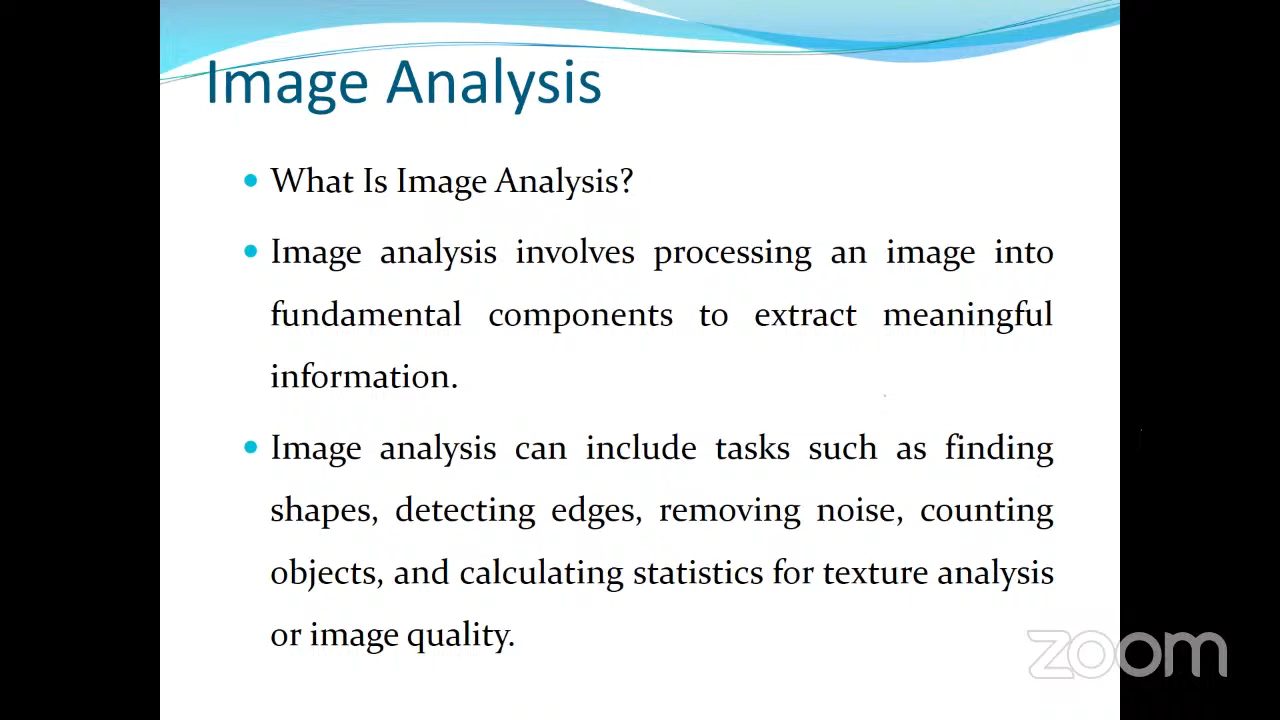 Image Analysis
What Is Image Analysis?
Image analysis involves processing an image into
fundamental components to extract meaningful
information.
Image analysis can include tasks such as finding
shapes, detecting edges, removing noise, counting
objects, and calculating statistics for texture analysis
or image quality.
zoom